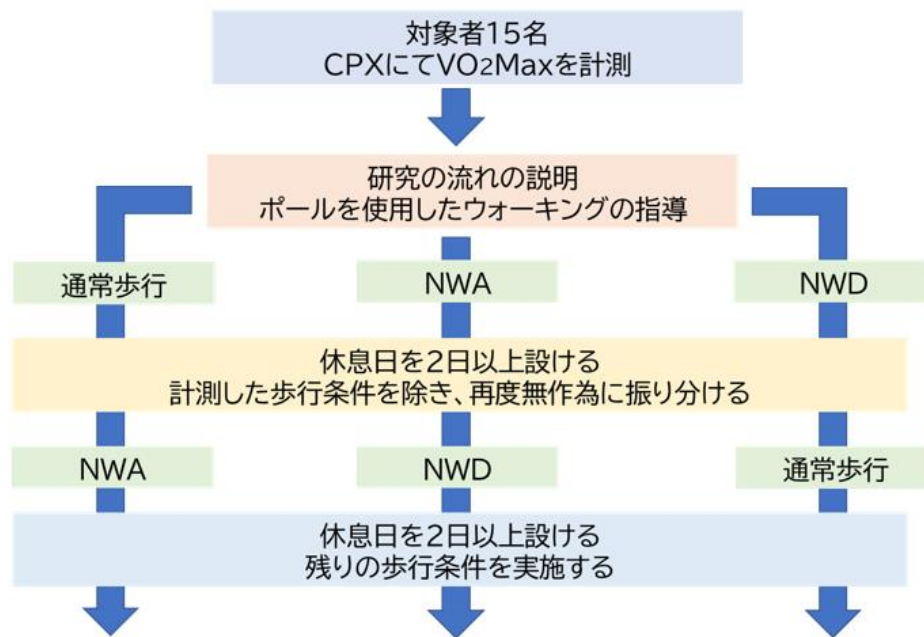 対象者15名
CPXにてVO₂Maxを計測
研究の流れの説明
ポールを使用したウォーキングの指導
通常歩行
NWA
NWD
休息日を2日以上設ける
計測した歩行条件を除き、再度無作為に振り分ける
NWA
NWD
通常歩行
休息日を2日以上設ける
残りの歩行条件を実施する